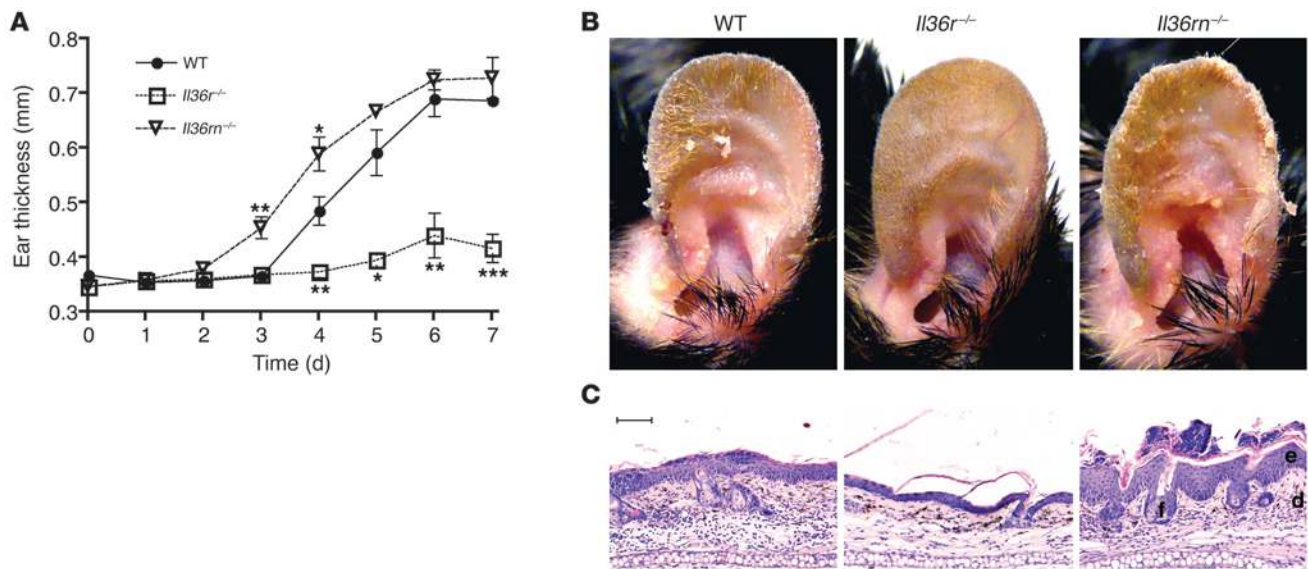 A
Ear thickness (mm)
0.8
0.7
0.6
0.5
0.4
0.3
WT
Il36r–/–
Il36rn–/–
**
*
**
*
**
***
0 1 2 3 4 5 6 7
Time (d)
B
WT Il36r–/– Il36rn–/–
C
e
d
f